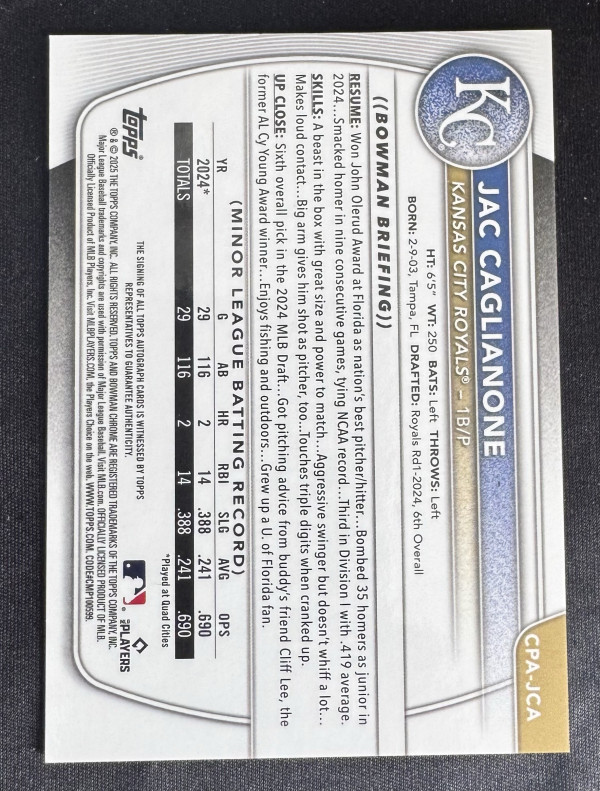 CPA-JCA
KC
JAC CAGLIANONE
KANSAS CITY ROYALS® – 1B/P
HT: 6'5" WT: 250 BATS: Left THROWS: Left
BORN: 2-9-03, Tampa, FL DRAFTED: Royals Rd1-2024, 6th Overall
((BOWMAN BRIEFING))
RESUME: Won John Olerud Award at Florida as nation's best pitcher/hitter...Bombed 35 homers as junior in
2024...Smacked homer in nine consecutive games, tying NCAA record...Third in Division I with .419 average.
SKILLS: A beast in the box with great size and power to match...Aggressive swinger but doesn't whiff a lot...
Makes loud contact...Big arm gives him shot as pitcher, too...Touches triple digits when cranked up.
UP CLOSE: Sixth overall pick in the 2024 MLB Draft...Got pitching advice from buddy's friend Cliff Lee, the
former AL Cy Young Award winner...Enjoys fishing and outdoors...Grew up a U. of Florida fan.
(MINOR LEAGUE BATTING RECORD)
YR G AB HR RBI SLG AVG OPS
2024* 29 116 2 14 .388 .241 .690
TOTALS 29 116 2 14 .388 .241 .690
*Played at Quad Cities
THE SIGNING OF ALL TOPPS AUTOGRAPH CARDS IS WITNESSED BY TOPPS
REPRESENTATIVES TO GUARANTEE AUTHENTICITY.
topps
PLAYERS
® & © 2025 THE TOPPS COMPANY, INC. ALL RIGHTS RESERVED. TOPPS AND BOWMAN CHROME ARE REGISTERED TRADEMARKS OF THE TOPPS COMPANY, INC.
Major League Baseball trademarks and copyrights are used with permission of Major League Baseball. Visit MLB.com. OFFICIALLY LICENSED PRODUCT OF MLB
Officially Licensed Product of MLB Players, Inc. Visit MLBPLAYERS.COM, the Players Choice on the web. WWW.TOPPS.COM. CODE#CMP100599.